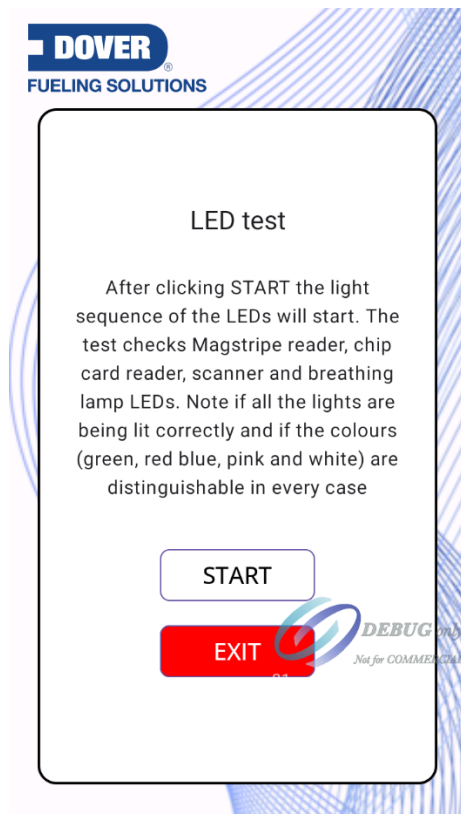 DOVER
®
FUELING SOLUTIONS
LED test
After clicking START the light
sequence of the LEDs will start. The
test checks Magstripe reader, chip
card reader, scanner and breathing
lamp LEDs. Note if all the lights are
being lit correctly and if the colours
(green, red blue, pink and white) are
distinguishable in every case
START
DEBUG only
EXIT
Not for COMMERCIAL